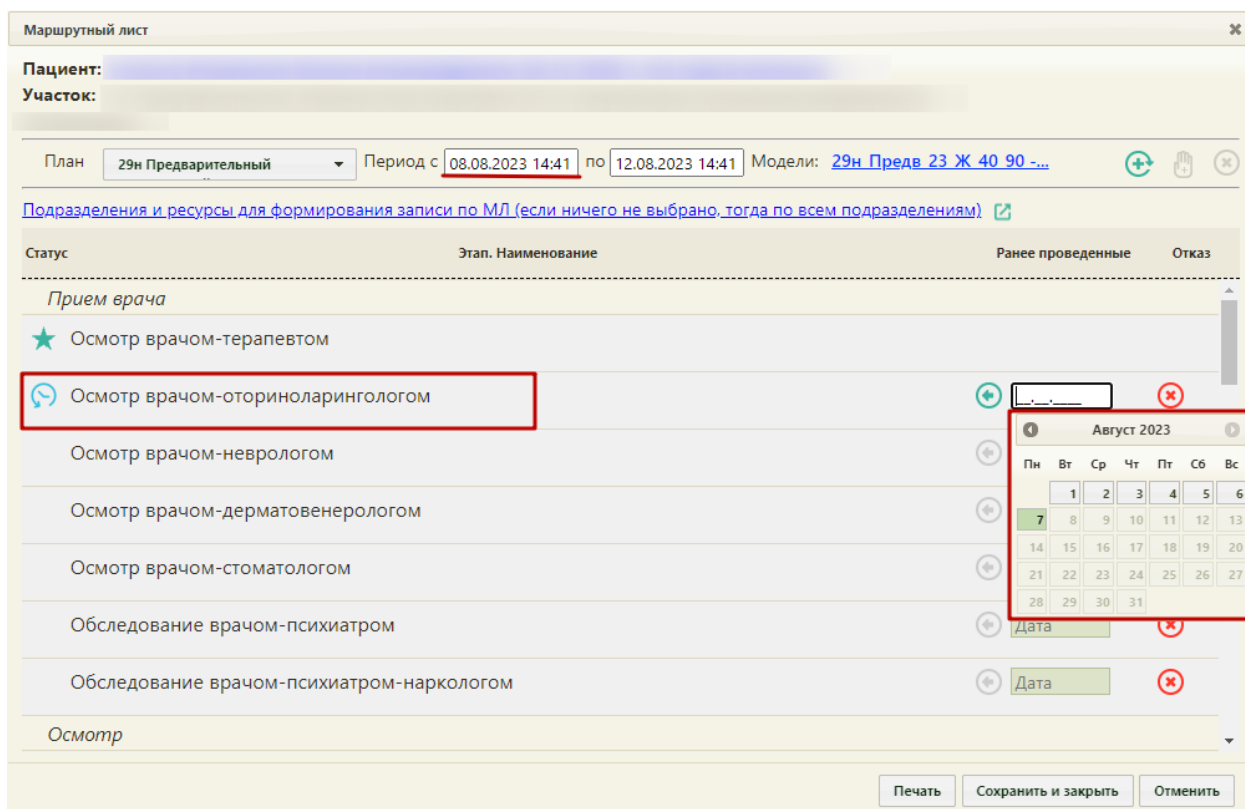 Маршрутный лист
Пациент:
Участок:
План 29н Предварительный Период с 08.08.2023 14:41 по 12.08.2023 14:41 Модели: 29н_Предв_23_Ж_40_90 -...
Подразделения и ресурсы для формирования записи по МЛ (если ничего не выбрано, тогда по всем подразделениям)
Статус Этап. Наименование Ранее проведенные Отказ
Прием врача
Осмотр врачом-терапевтом
Осмотр врачом-оториноларингологом __.__.____
Август 2023
Осмотр врачом-неврологом
Пн Вт Ср Чт Пт Сб Вс
1 2 3 4 5 6
Осмотр врачом-дерматовенерологом
7 8 9 10 11 12 13
14 15 16 17 18 19 20
Осмотр врачом-стоматологом
21 22 23 24 25 26 27
28 29 30 31
Обследование врачом-психиатром Дата
Обследование врачом-психиатром-наркологом Дата
Осмотр
Печать Сохранить и закрыть Отменить